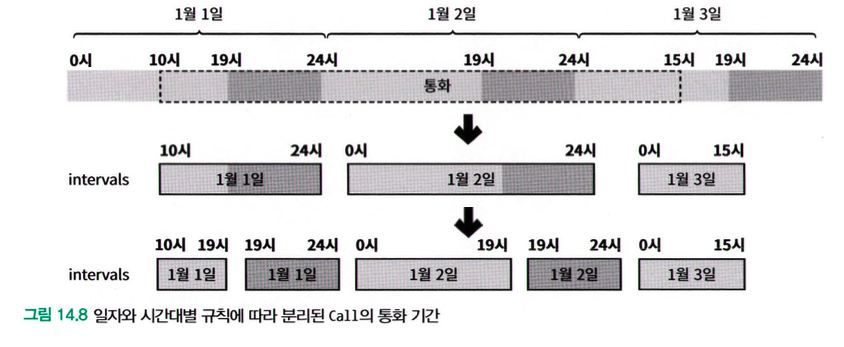 1월 1일 1월 2일 1월 3일
0시 10시 19시 24시 19시 24시 15시 19시 24시
통화
10시 24시 0시 24시 0시 15시
intervals 1월 1일 1월 2일 1월 3일
10시 19시 19시 24시 0시 19시 19시 24시 0시 15시
intervals 1월 1일 1월 1일 1월 2일 1월 2일 1월 3일
그림 14.8 일자와 시간대별 규칙에 따라 분리된 Call의 통화 기간